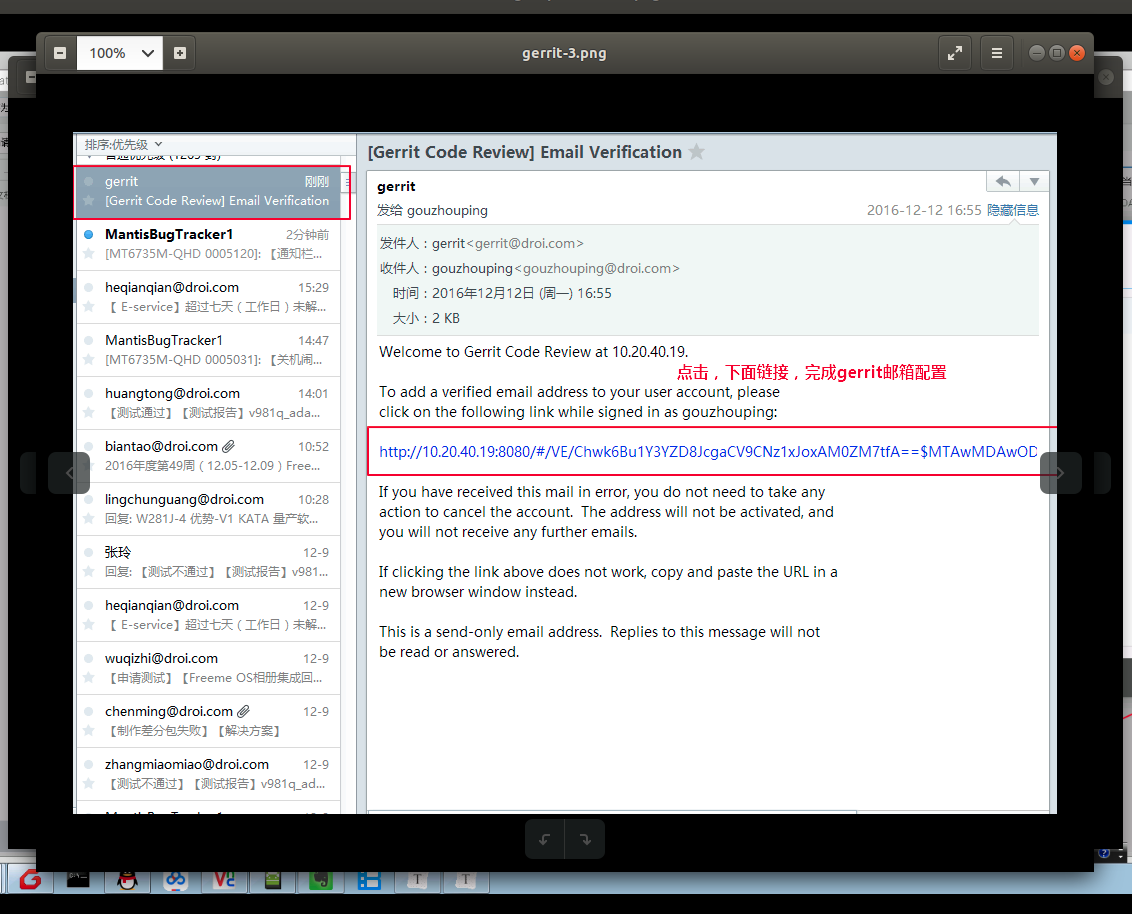 100%
gerrit-3.png
排序:优先级
gerrit 刚刚
[Gerrit Code Review] Email Verification
MantisBugTracker1 2分钟前
[MT6735M-QHD 0005120]: 【通知栏...
heqianqian@droi.com 15:29
【 E-service】超过七天（工作日）未解...
MantisBugTracker1 14:47
[MT6735M-QHD 0005031]: 【关机闹...
huangtong@droi.com 14:01
【测试通过】【测试报告】v981q_ada...
biantao@droi.com 10:52
2016年度第49周（12.05-12.09）Free...
lingchunguang@droi.com 10:28
回复: W281J-4 优势-V1 KATA 量产软...
张玲 12-9
回复: 【测试不通过】【测试报告】v981...
heqianqian@droi.com 12-9
【 E-service】超过七天（工作日）未解...
wuqizhi@droi.com 12-9
【申请测试】【Freeme OS相册集成回...
chenming@droi.com 12-9
【制作差分包失败】【解决方案】
zhangmiaomiao@droi.com 12-9
【测试不通过】【测试报告】v981q_ad...
[Gerrit Code Review] Email Verification
gerrit
发给 gouzhouping 2016-12-12 16:55 隐藏信息
发件人：gerrit<gerrit@droi.com>
收件人：gouzhouping<gouzhouping@droi.com>
时间：2016年12月12日 (周一) 16:55
大小：2 KB
Welcome to Gerrit Code Review at 10.20.40.19.
点击，下面链接，完成gerrit邮箱配置
To add a verified email address to your user account, please
click on the following link while signed in as gouzhouping:
http://10.20.40.19:8080/#/VE/Chwk6Bu1Y3YZD8JcgaCV9CNz1xJoxAM0ZM7tfA==$MTAwMDAwOD
If you have received this mail in error, you do not need to take any
action to cancel the account. The address will not be activated, and
you will not receive any further emails.
If clicking the link above does not work, copy and paste the URL in a
new browser window instead.
This is a send-only email address. Replies to this message will not
be read or answered.